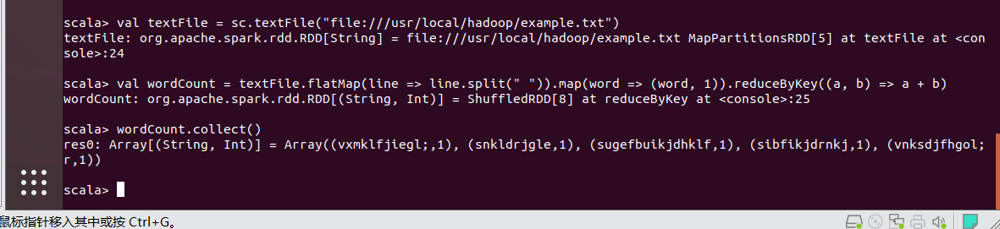 scala> val textFile = sc.textFile("file:///usr/local/hadoop/example.txt")
textFile: org.apache.spark.rdd.RDD[String] = file:///usr/local/hadoop/example.txt MapPartitionsRDD[5] at textFile at <con
sole>:24
scala> val wordCount = textFile.flatMap(line => line.split(" ")).map(word => (word, 1)).reduceByKey((a, b) => a + b)
wordCount: org.apache.spark.rdd.RDD[(String, Int)] = ShuffledRDD[8] at reduceByKey at <console>:25
scala> wordCount.collect()
res0: Array[(String, Int)] = Array((vxmklfjiegl;,1), (snkldrjgle,1), (sugefbuikjdhklf,1), (sibfikjdrnkj,1), (vnksdjfhgol;
r,1))
scala>
鼠标指针移入其中或按 Ctrl+G。